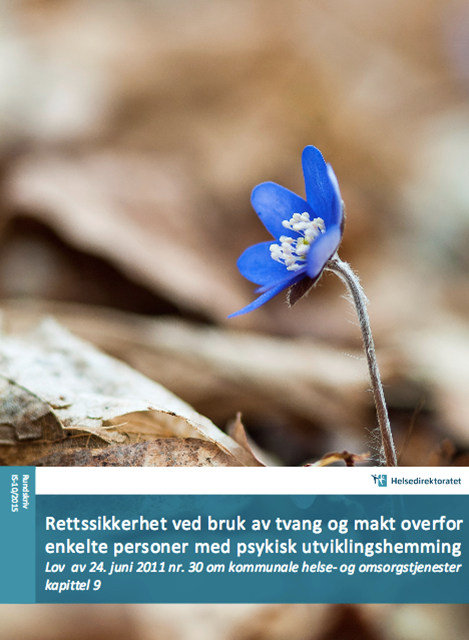 Helsedirektoratet
Rundskriv
IS-10/2015
Rettssikkerhet ved bruk av tvang og makt overfor
enkelte personer med psykisk utviklingshemming
Lov av 24. juni 2011 nr. 30 om kommunale helse- og omsorgstjenester
kapittel 9